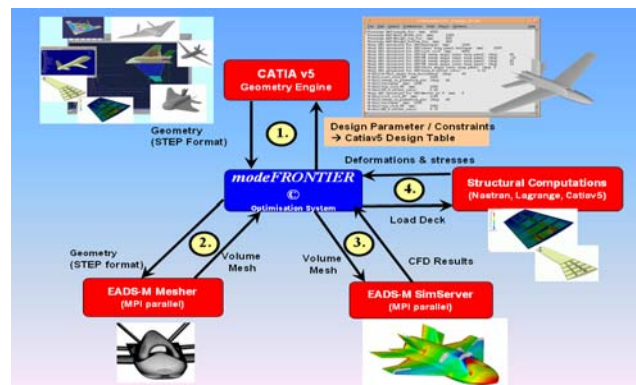 CATIA v5
Geometry Engine
Geometry
(STEP Format)
1.
Design Parameter / Constraints
→ Catiav5 Design Table
Deformations & stresses
modeFRONTIER
©
Optimisation System
4.
Structural Computations
(Nastran, Lagrange, Catiav5)
Load Deck
2.
3.
Geometry
(STEP format)
Volume
Mesh
Volume
Mesh
CFD Results
EADS-M Mesher
(MPI parallel)
EADS-M SimServer
(MPI parallel)